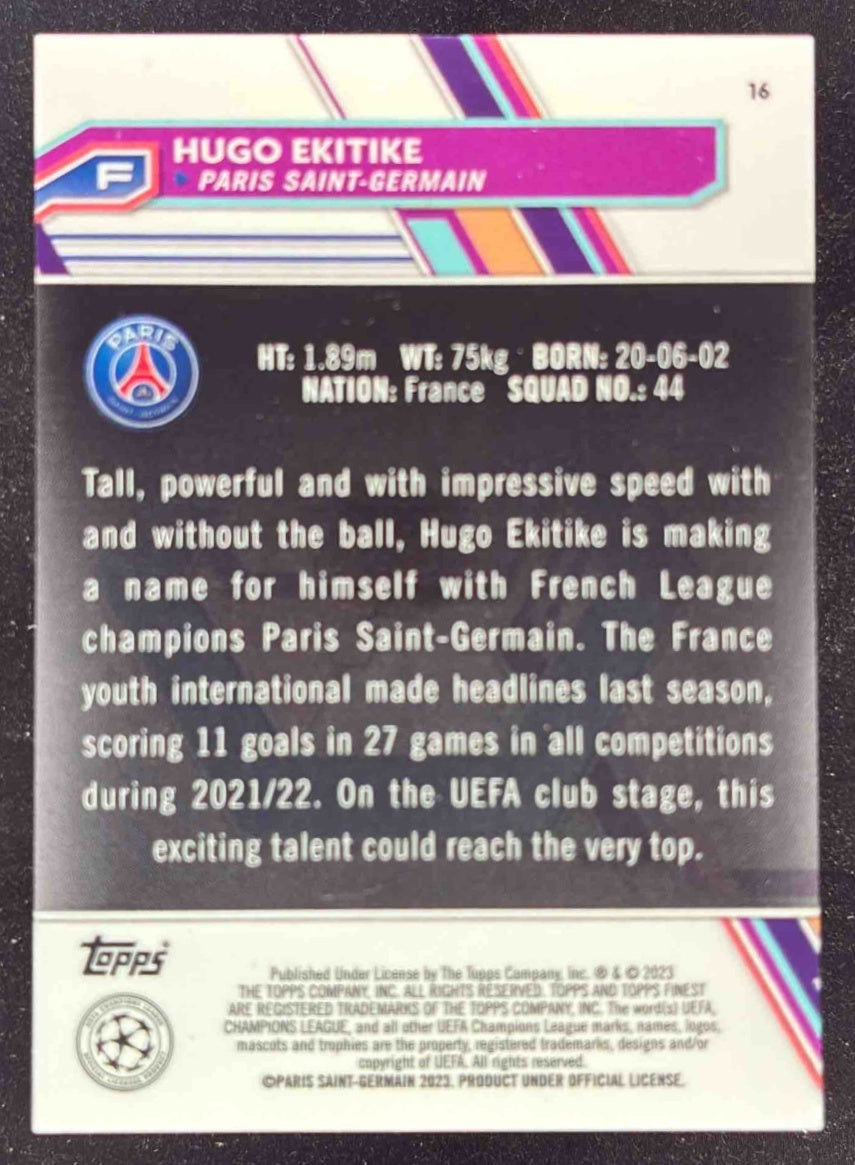 16
F
HUGO EKITIKE
PARIS SAINT-GERMAIN
PARIS
HT: 1.89m WT: 75kg BORN: 20-06-02
NATION: France SQUAD NO.: 44
Tall, powerful and with impressive speed with
and without the ball, Hugo Ekitike is making
a name for himself with French League
champions Paris Saint-Germain. The France
youth international made headlines last season,
scoring 11 goals in 27 games in all competitions
during 2021/22. On the UEFA club stage, this
exciting talent could reach the very top.
Topps
Published Under License by The Topps Company, Inc. ® & © 2023
THE TOPPS COMPANY, INC. ALL RIGHTS RESERVED. TOPPS AND TOPPS FINEST
ARE REGISTERED TRADEMARKS OF THE TOPPS COMPANY, INC. The word(s) UEFA,
CHAMPIONS LEAGUE, and all other UEFA Champions League marks, names, logos,
mascots and trophies are the property, registered trademarks, designs and/or
copyright of UEFA. All rights reserved.
©PARIS SAINT-GERMAIN 2023. PRODUCT UNDER OFFICIAL LICENSE.